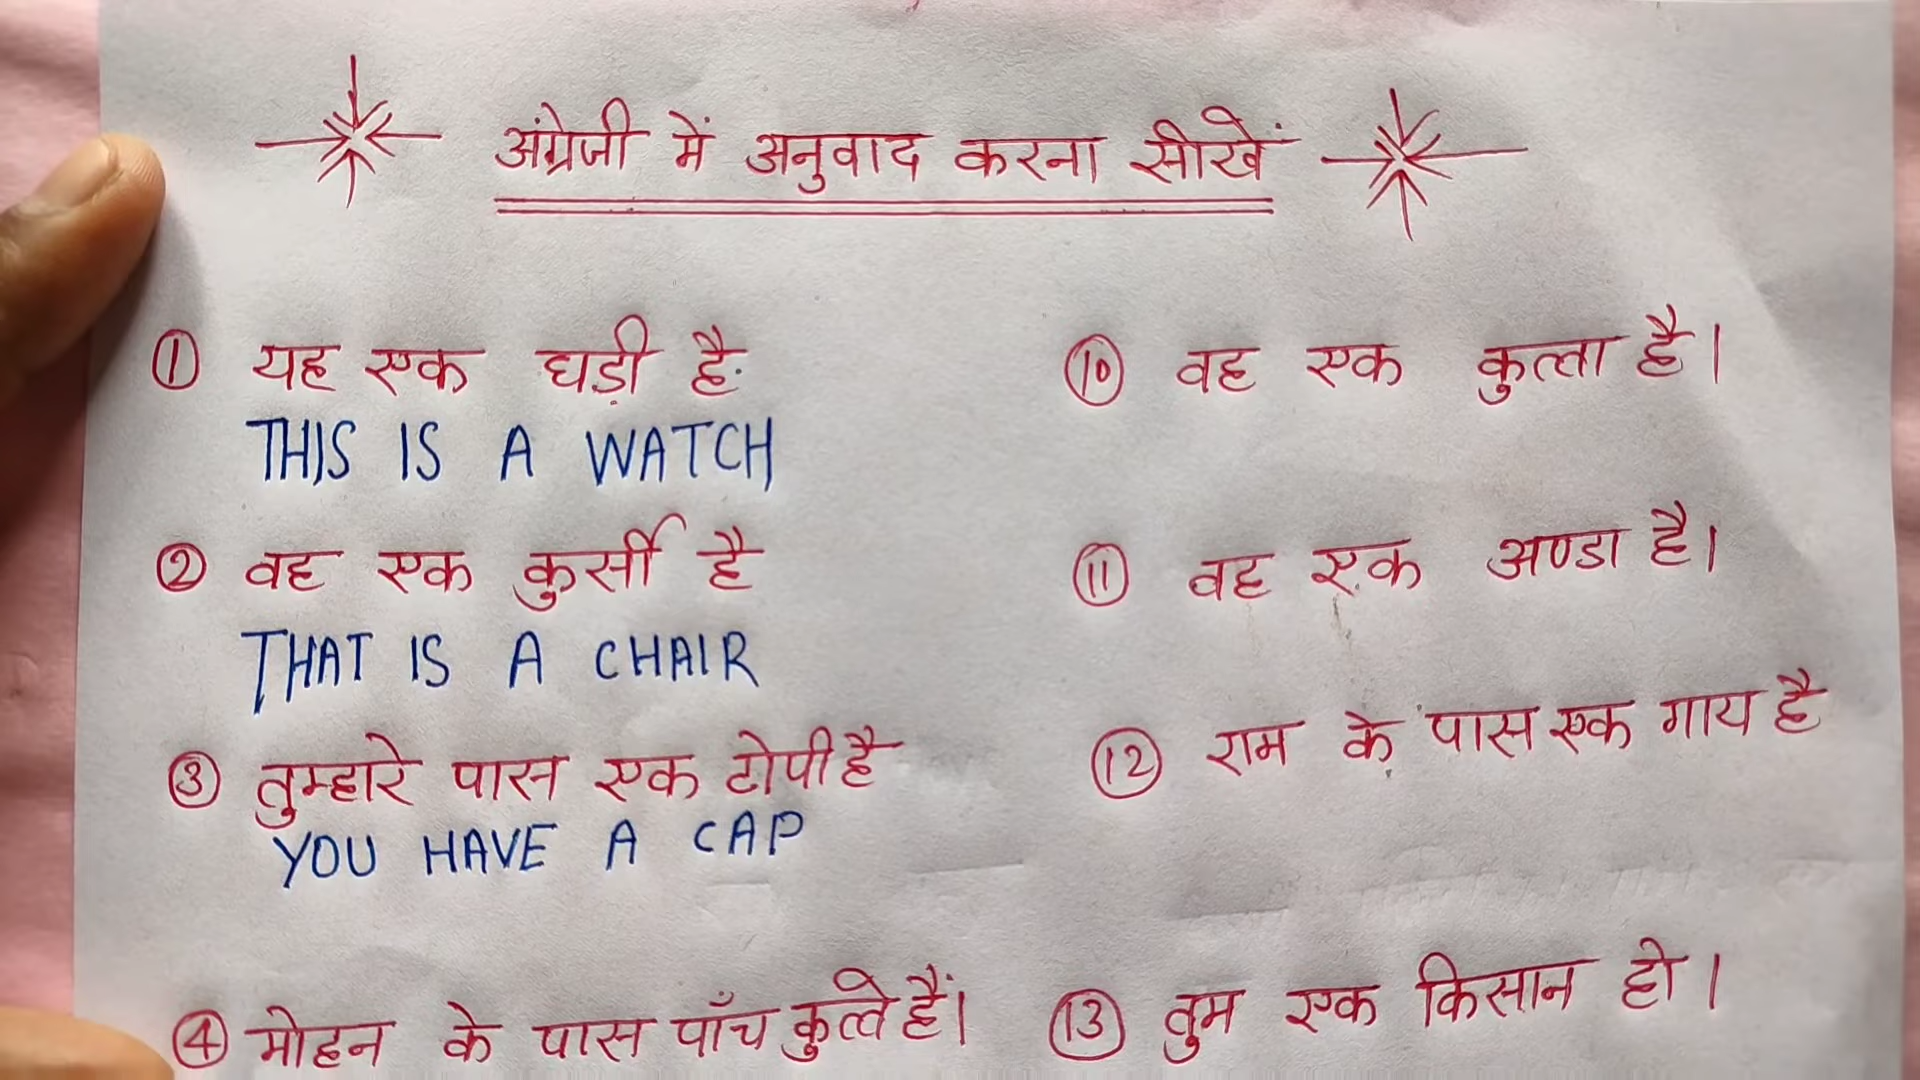 अंग्रेजी में अनुवाद करना सीखें
① यह एक घड़ी है.
THIS IS A WATCH
② वह एक कुर्सी है
THAT IS A CHAIR
③ तुम्हारे पास एक टोपी है
YOU HAVE A CAP
④ मोहन के पास पाँच कुत्ते हैं।
⑩ वह एक कुत्ता है।
⑪ वह एक अण्डा है।
⑫ राम के पास एक गाय है
⑬ तुम एक किसान हो।